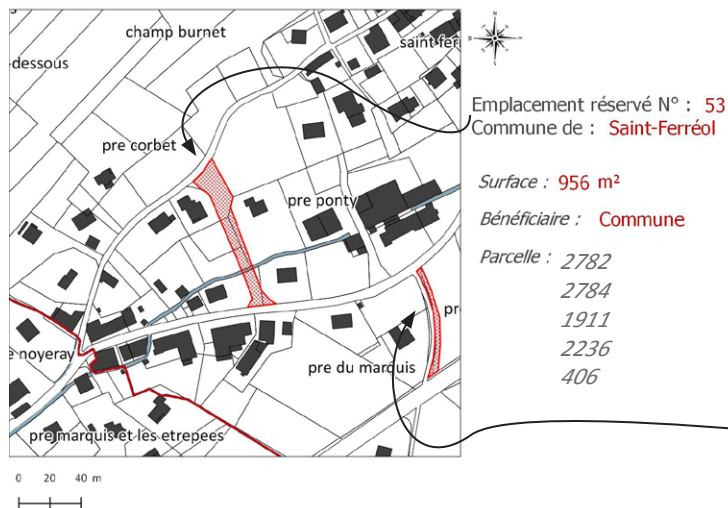 champ burnet
saint-ferr
-dessous
pre corbet
pre ponty
pre du marquis
noyeray
pre marquis et les etrepees
0 20 40 m
Emplacement réservé N° : 53
Commune de : Saint-Ferréol
Surface : 956 m²
Bénéficiaire : Commune
Parcelle : 2782
2784
1911
2236
406